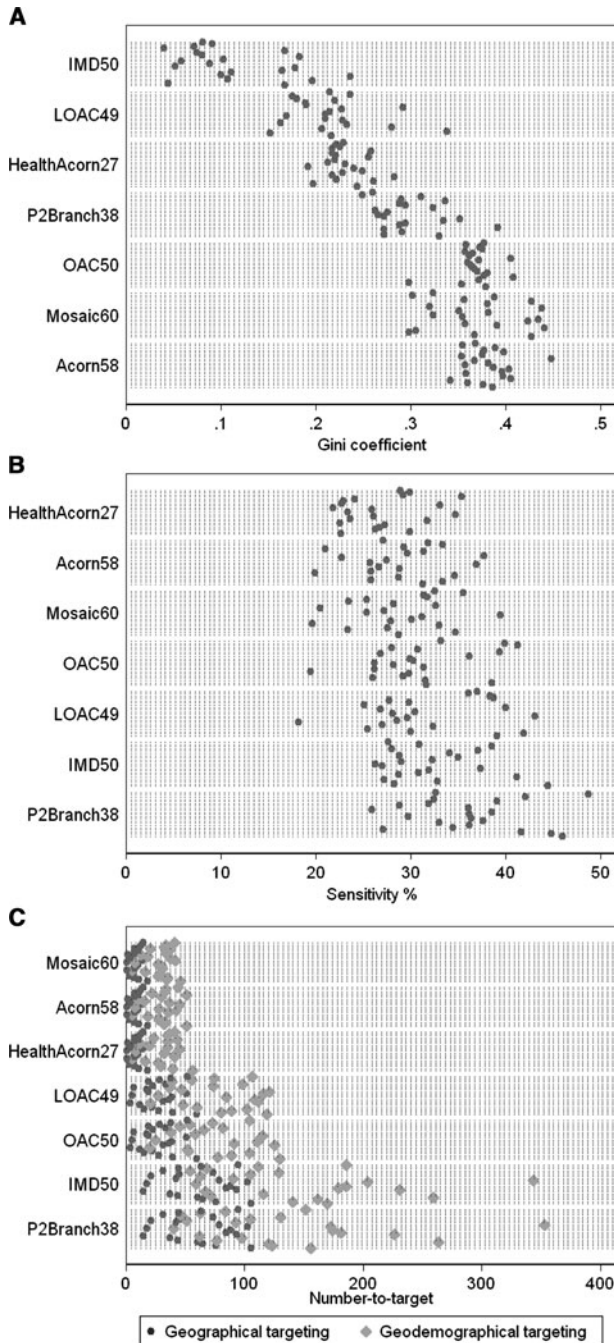 A
IMD50
LOAC49
HealthAcorn27
P2Branch38
OAC50
Mosaic60
Acorn58
0 .1 .2 .3 .4 .5
Gini coefficient
B
HealthAcorn27
Acorn58
Mosaic60
OAC50
LOAC49
IMD50
P2Branch38
0 10 20 30 40 50
Sensitivity %
C
Mosaic60
Acorn58
HealthAcorn27
LOAC49
OAC50
IMD50
P2Branch38
0 100 200 300 400
Number-to-target
Geographical targeting Geodemographical targeting